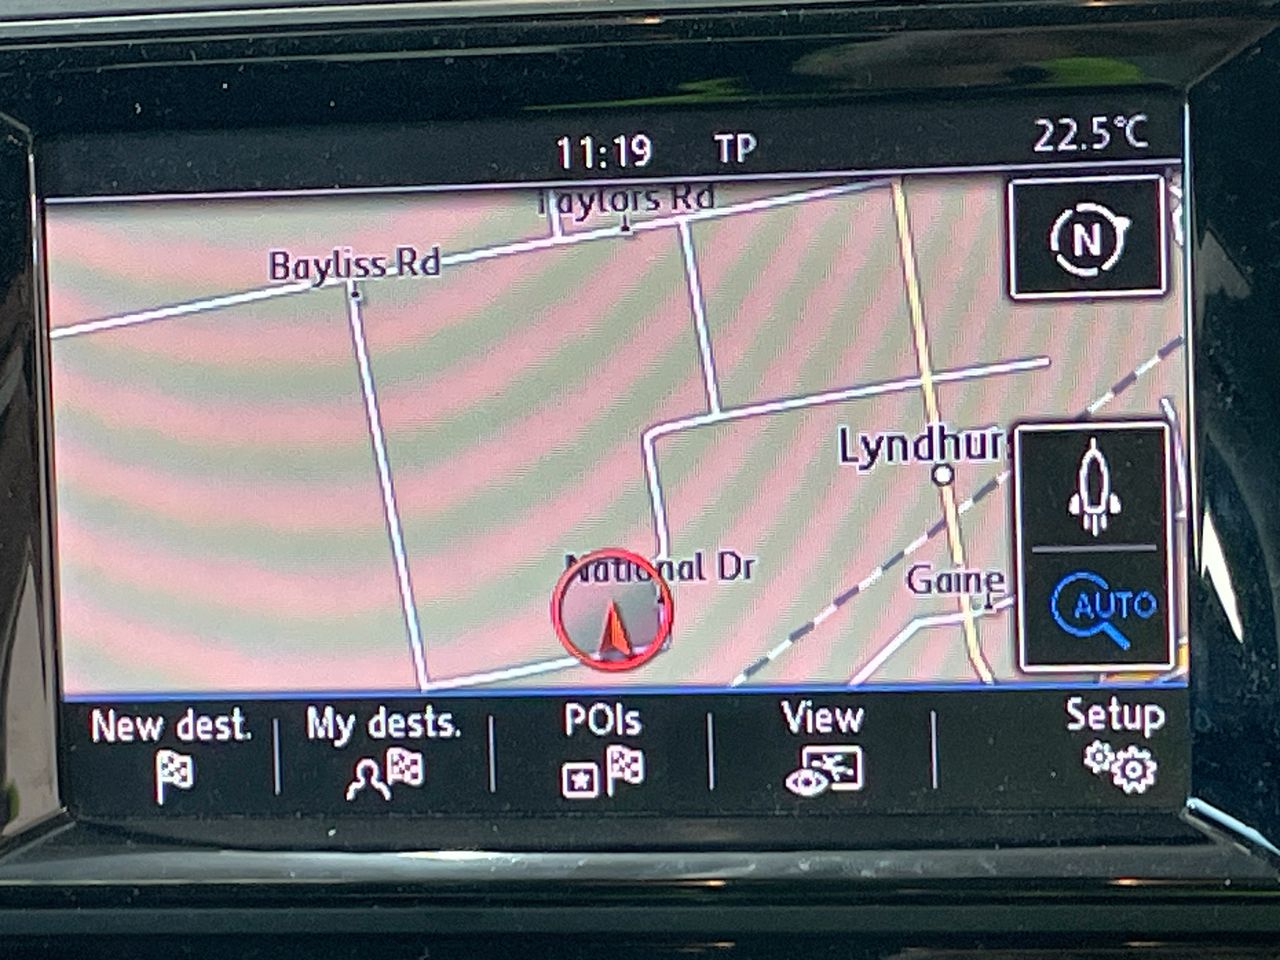 11:19 TP 22.5°C
Taylors Rd
N
Bayliss Rd
Lyndhur
National Dr
Gaine
AUTO
New dest. My dests. POIs View Setup